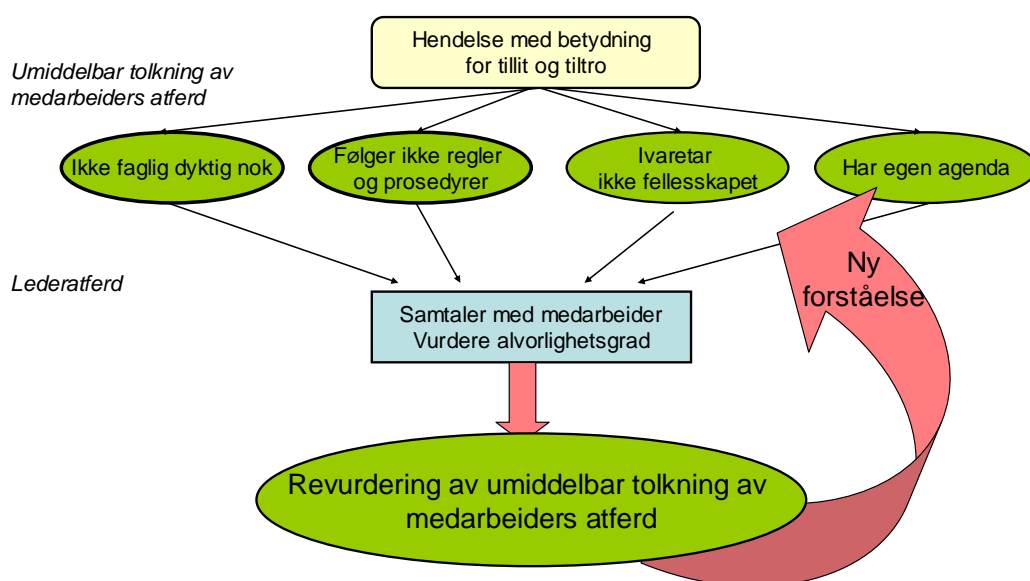 Hendelse med betydning
for tillit og tiltro
Umiddelbar tolkning av
medarbeiders atferd
Ikke faglig dyktig nok
Følger ikke regler
og prosedyrer
Ivaretar
ikke fellesskapet
Har egen agenda
Lederatferd
Ny
forståelse
Samtaler med medarbeider
Vurdere alvorlighetsgrad
Revurdering av umiddelbar tolkning av
medarbeiders atferd